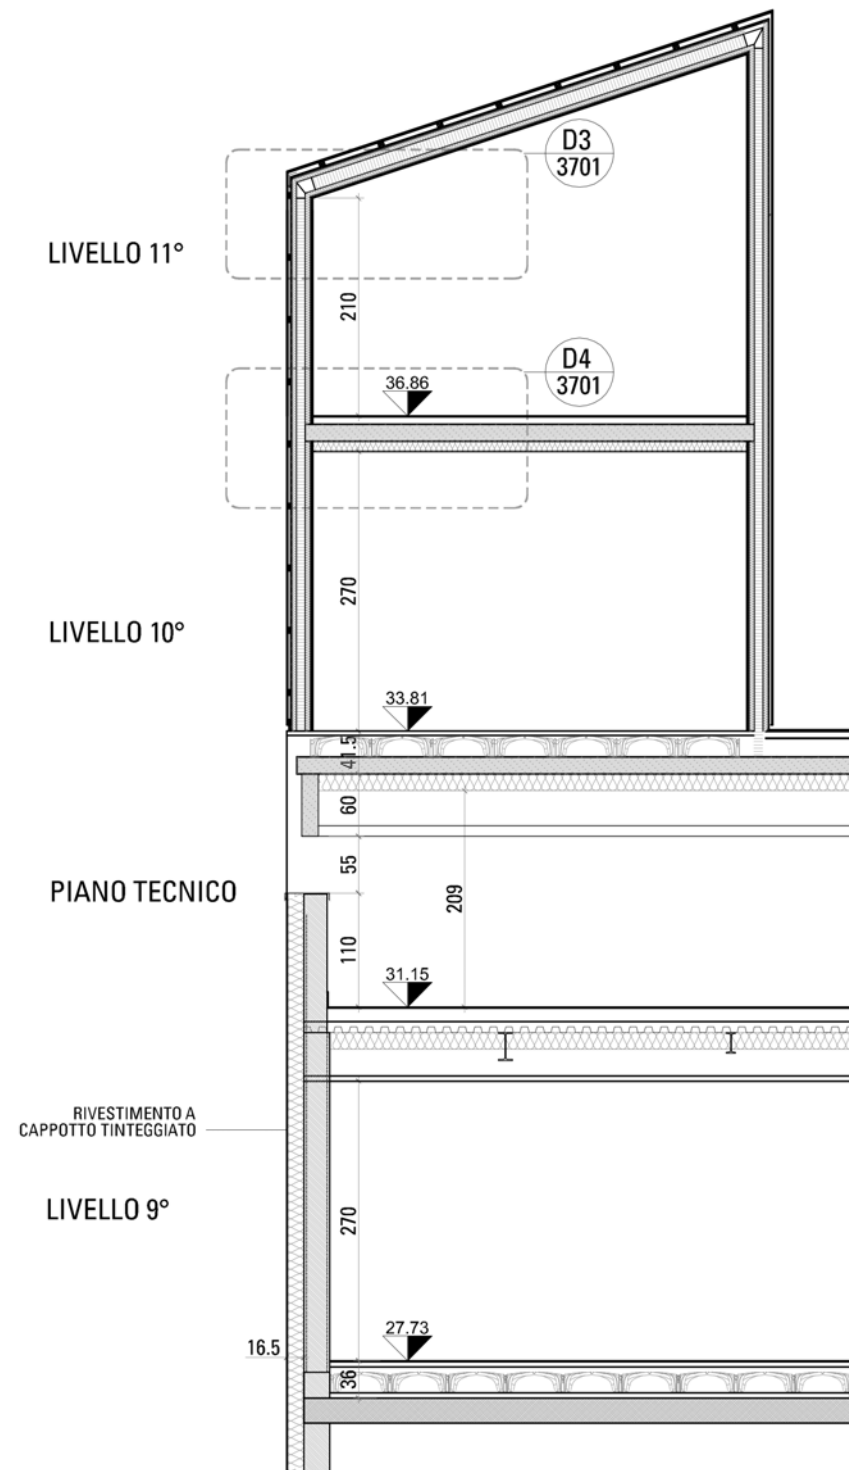 D3
3701
LIVELLO 11°
210
D4
3701
36.86
270
LIVELLO 10°
33.81
41.5
60
55
PIANO TECNICO
209
110
31.15
RIVESTIMENTO A
CAPPOTTO TINTEGGIATO
LIVELLO 9°
270
27.73
16.5
36